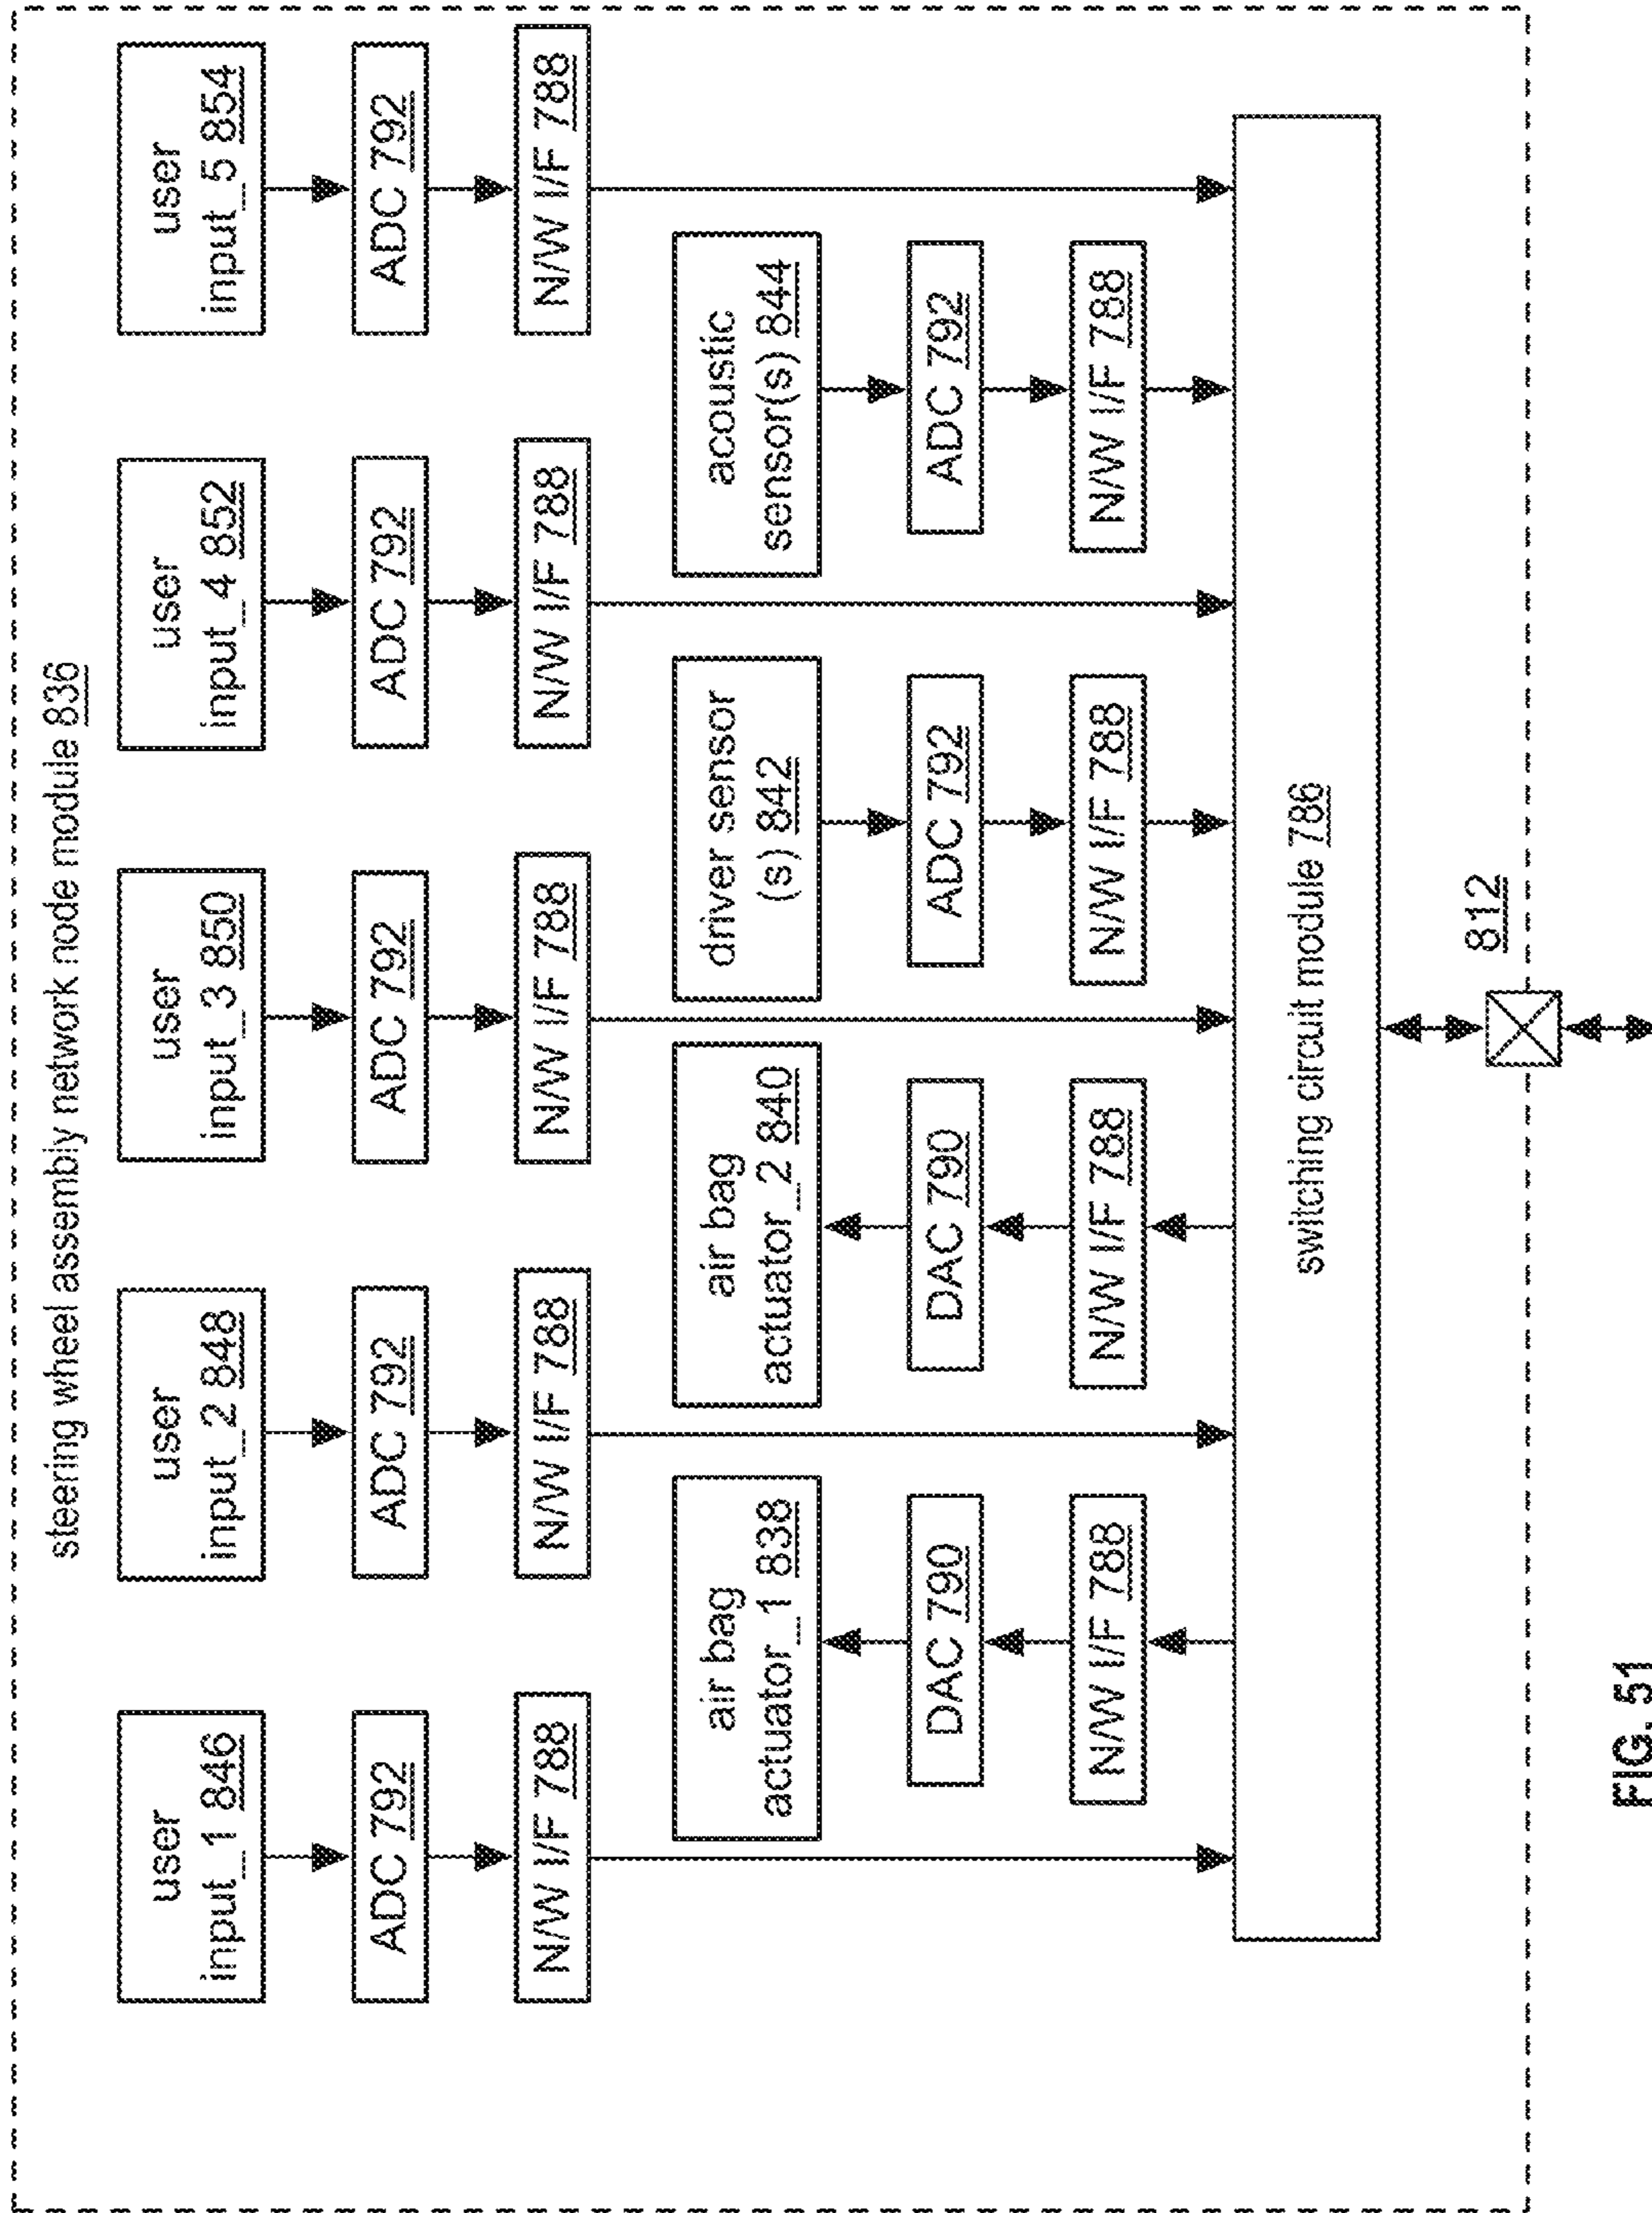 steering wheel assembly network node module 836
user
input_1 846
user
input_2 848
user
input_3 850
user
input_4 852
user
input_5 854
ADC 792
ADC 792
ADC 792
ADC 792
ADC 792
N/W I/F 788
N/W I/F 788
N/W I/F 788
N/W I/F 788
N/W I/F 788
air bag
actuator_1 838
air bag
actuator_2 840
driver sensor
(s) 842
acoustic
sensor(s) 844
DAC 790
DAC 790
ADC 792
ADC 792
N/W I/F 788
N/W I/F 788
N/W I/F 788
N/W I/F 788
switching circuit module 786
812
FIG. 51